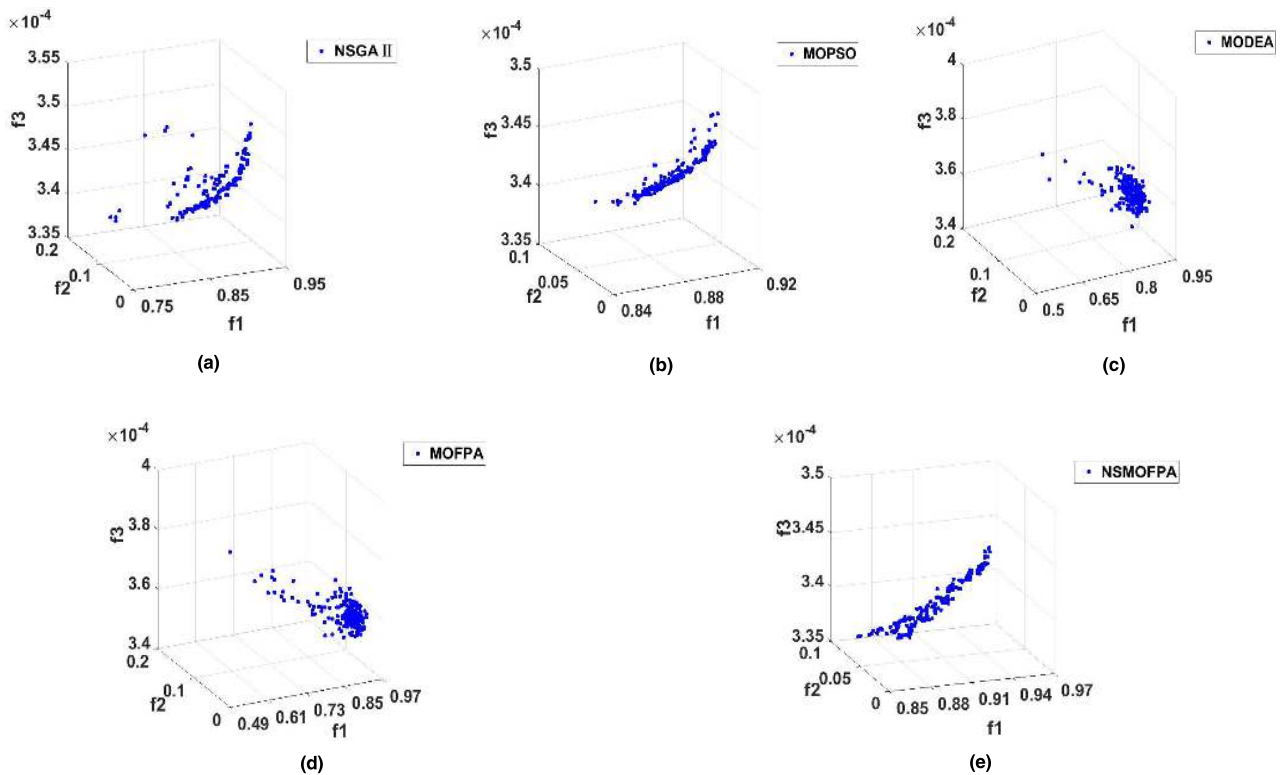 ×10⁻⁴
3.55
3.5
3.45
3.4
3.35
f3
0.2
0.1
0
f2
0.75
0.85
0.95
f1
NSGA II
(a)
×10⁻⁴
3.5
3.45
3.4
3.35
f3
0.1
0.05
0
f2
0.84
0.88
0.92
f1
MOPSO
(b)
×10⁻⁴
4
3.8
3.6
3.4
f3
0.2
0.1
0
f2
0.5
0.65
0.8
0.95
f1
MODEA
(c)
×10⁻⁴
4
3.8
3.6
3.4
f3
0.2
0.1
0
f2
0.49
0.61
0.73
0.85
0.97
f1
MOFPA
(d)
×10⁻⁴
3.5
3.45
3.4
3.35
f3
0.1
0.05
0
f2
0.85
0.88
0.91
0.94
0.97
f1
NSMOFPA
(e)